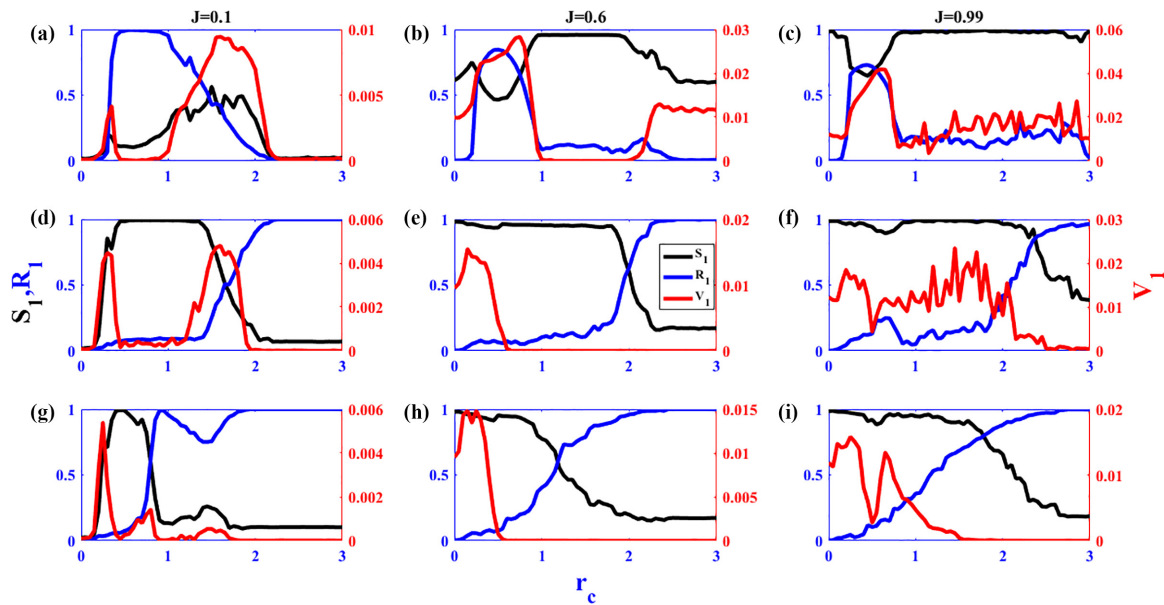 J=0.1 J=0.6 J=0.99
(a) 1 0.5 0 0 1 2 3 0.01 0.005 0
(b) 1 0.5 0 0 1 2 3 0.03 0.02 0.01 0
(c) 1 0.5 0 0 1 2 3 0.06 0.04 0.02 0
(d) 1 0.5 0 0 1 2 3 0.006 0.004 0.002 0
(e) 1 0.5 0 0 1 2 3 0.02 0.01 0
S1
R1
V1
(f) 1 0.5 0 0 1 2 3 0.03 0.02 0.01 0
(g) 1 0.5 0 0 1 2 3 0.006 0.004 0.002 0
(h) 1 0.5 0 0 1 2 3 0.015 0.01 0.005 0
(i) 1 0.5 0 0 1 2 3 0.02 0.01 0
S1,R1
V1
rc